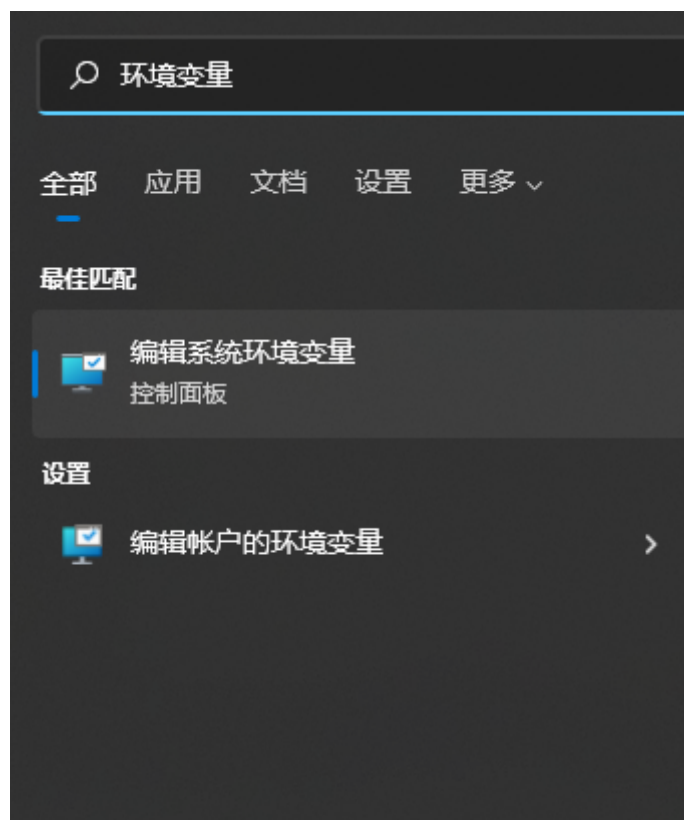 环境变量
全部 应用 文档 设置 更多
最佳匹配
编辑系统环境变量
控制面板
设置
编辑帐户的环境变量